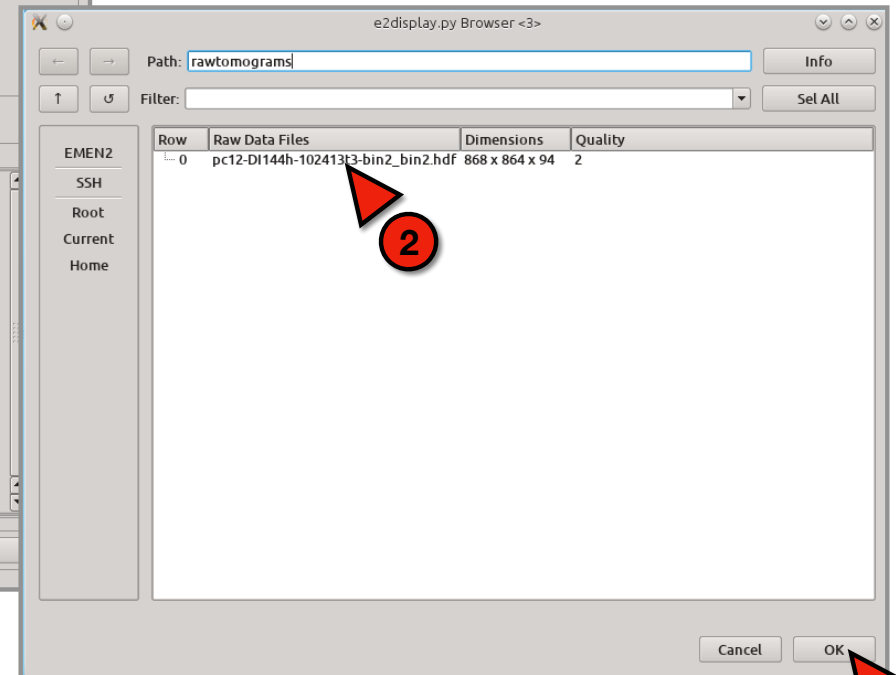 e2display.py Browser <3>
Path: rawtomograms Info
Filter: Sel All
EMEN2
SSH
Root
Current
Home
Row Raw Data Files Dimensions Quality
0 pc12-DI144h-102413t3-bin2_bin2.hdf 868 x 864 x 94 2
2
Cancel OK